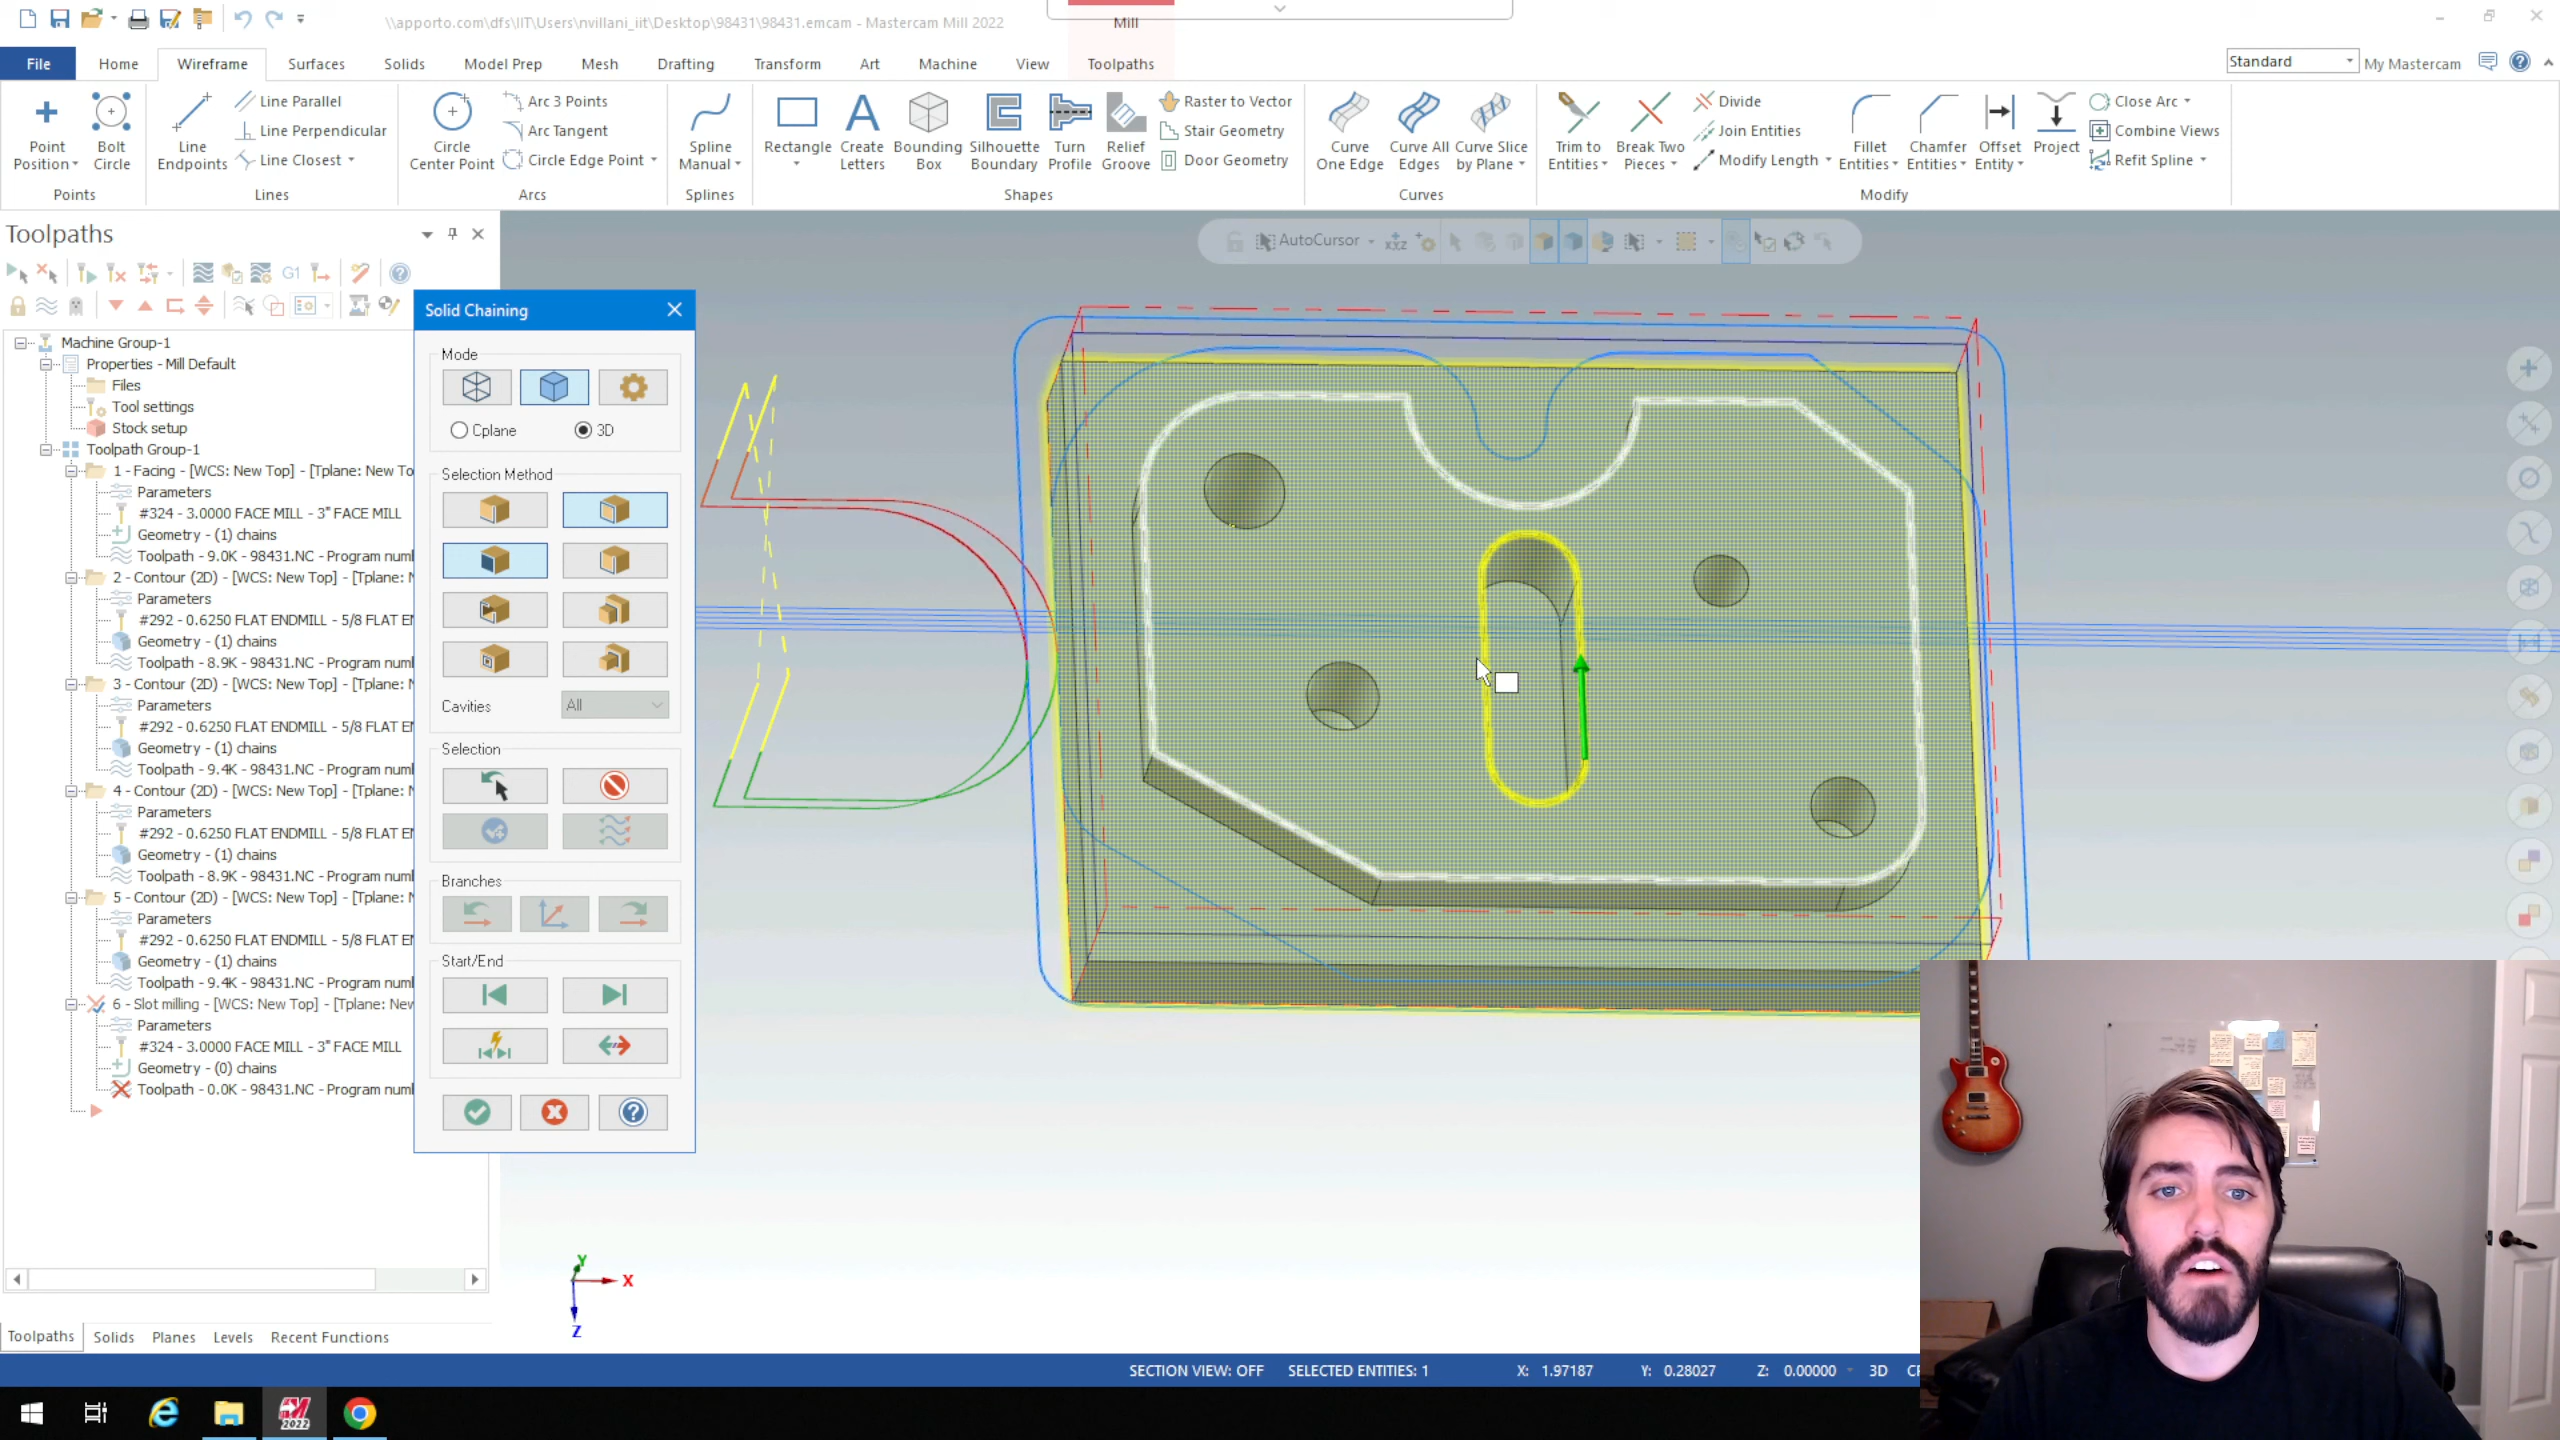 \\apporto.com\dfs\IIT\Users\nvillani_iit\Desktop\98431\98431.emcam - Mastercam Mill 2022
Mill
File
Home
Wireframe
Surfaces
Solids
Model Prep
Mesh
Drafting
Transform
Art
Machine
View
Toolpaths
Standard
My Mastercam
Point Position
Bolt Circle
Points
Line Endpoints
Line Parallel
Line Perpendicular
Line Closest
Lines
Circle Center Point
Arc 3 Points
Arc Tangent
Circle Edge Point
Arcs
Spline Manual
Splines
Rectangle
Create Letters
Bounding Box
Silhouette Boundary
Turn Profile
Relief Groove
Raster to Vector
Stair Geometry
Door Geometry
Shapes
Curve One Edge
Curve All Edges
Curve Slice by Plane
Curves
Trim to Entities
Break Two Pieces
Divide
Join Entities
Modify Length
Fillet Entities
Chamfer Entities
Offset Entity
Project
Close Arc
Combine Views
Refit Spline
Modify
Toolpaths
G1
AutoCursor
Machine Group-1
Properties - Mill Default
Files
Tool settings
Stock setup
Toolpath Group-1
1 - Facing - [WCS: New Top] - [Tplane: New To
Parameters
#324 - 3.0000 FACE MILL - 3" FACE MILL
Geometry - (1) chains
Toolpath - 9.0K - 98431.NC - Program numl
2 - Contour (2D) - [WCS: New Top] - [Tplane: N
Parameters
#292 - 0.6250 FLAT ENDMILL - 5/8 FLAT EN
Geometry - (1) chains
Toolpath - 8.9K - 98431.NC - Program numl
3 - Contour (2D) - [WCS: New Top] - [Tplane: N
Parameters
#292 - 0.6250 FLAT ENDMILL - 5/8 FLAT EN
Geometry - (1) chains
Toolpath - 9.4K - 98431.NC - Program numl
4 - Contour (2D) - [WCS: New Top] - [Tplane: N
Parameters
#292 - 0.6250 FLAT ENDMILL - 5/8 FLAT EN
Geometry - (1) chains
Toolpath - 8.9K - 98431.NC - Program numl
5 - Contour (2D) - [WCS: New Top] - [Tplane: N
Parameters
#292 - 0.6250 FLAT ENDMILL - 5/8 FLAT EN
Geometry - (1) chains
Toolpath - 9.4K - 98431.NC - Program numl
6 - Slot milling - [WCS: New Top] - [Tplane: New
Parameters
#324 - 3.0000 FACE MILL - 3" FACE MILL
Geometry - (0) chains
Toolpath - 0.0K - 98431.NC - Program numl
Solid Chaining
Mode
Cplane
3D
Selection Method
Cavities
All
Selection
Branches
Start/End
Y
X
Z
Toolpaths
Solids
Planes
Levels
Recent Functions
SECTION VIEW: OFF
SELECTED ENTITIES: 1
X: 1.97187
Y: 0.28027
Z: 0.00000
3D
2022